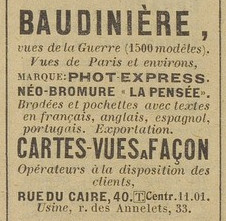 BAUDINIÈRE,
vues de la Guerre (1500 modèles).
Vues de Paris et environs,
MARQUE: PHOT-EXPRESS.
NÉO-BROMURE « LA PENSÉE».
Brodées et pochettes avec textes
en français, anglais, espagnol,
portugais. Exportation.
CARTES-VUES A FAÇON
Opérateurs à la disposition des
clients,
RUE DU CAIRE, 40. T Centr. 11.01.
Usine, r. des Annelets, 33.